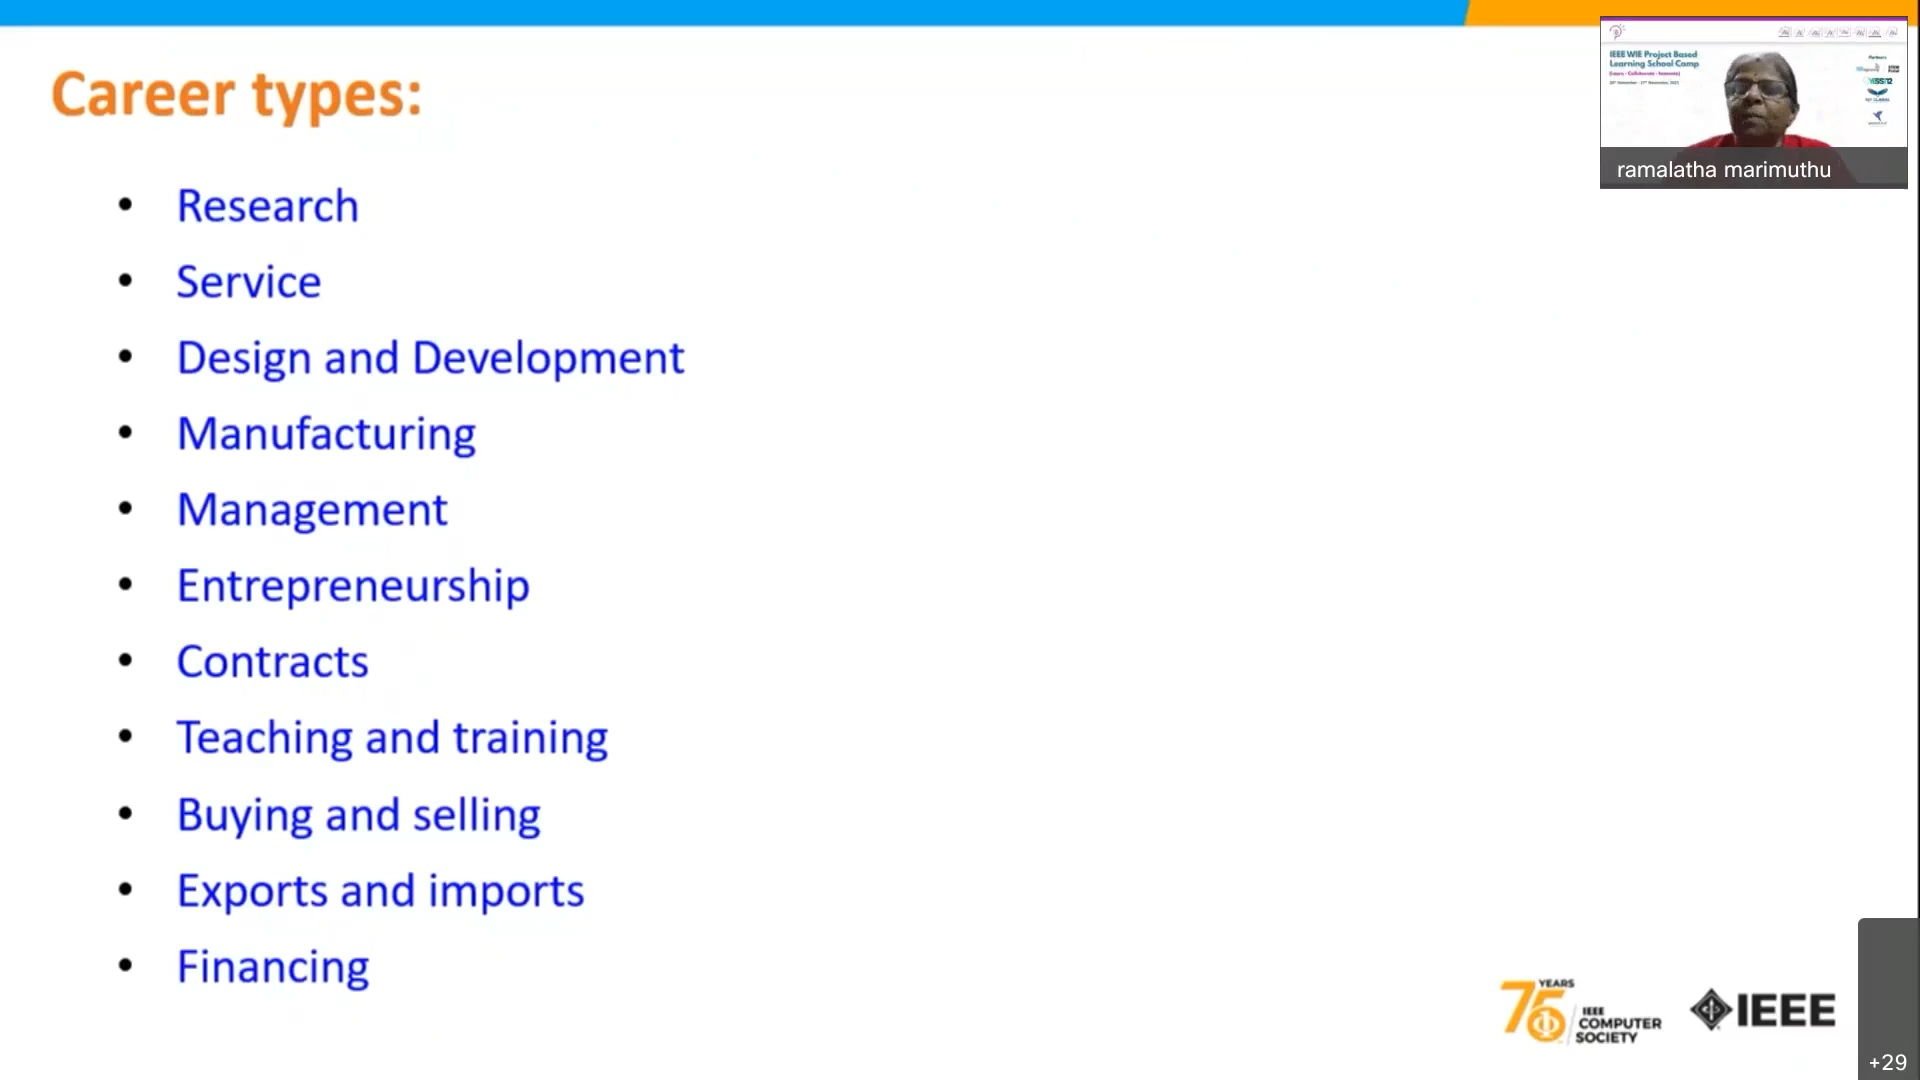 Career types:
• Research
• Service
• Design and Development
• Manufacturing
• Management
• Entrepreneurship
• Contracts
• Teaching and training
• Buying and selling
• Exports and imports
• Financing
IEEE WIE Project Based
Learning School Camp
Partners
ramalatha marimuthu
75 YEARS
IEEE
COMPUTER
SOCIETY
IEEE
+29